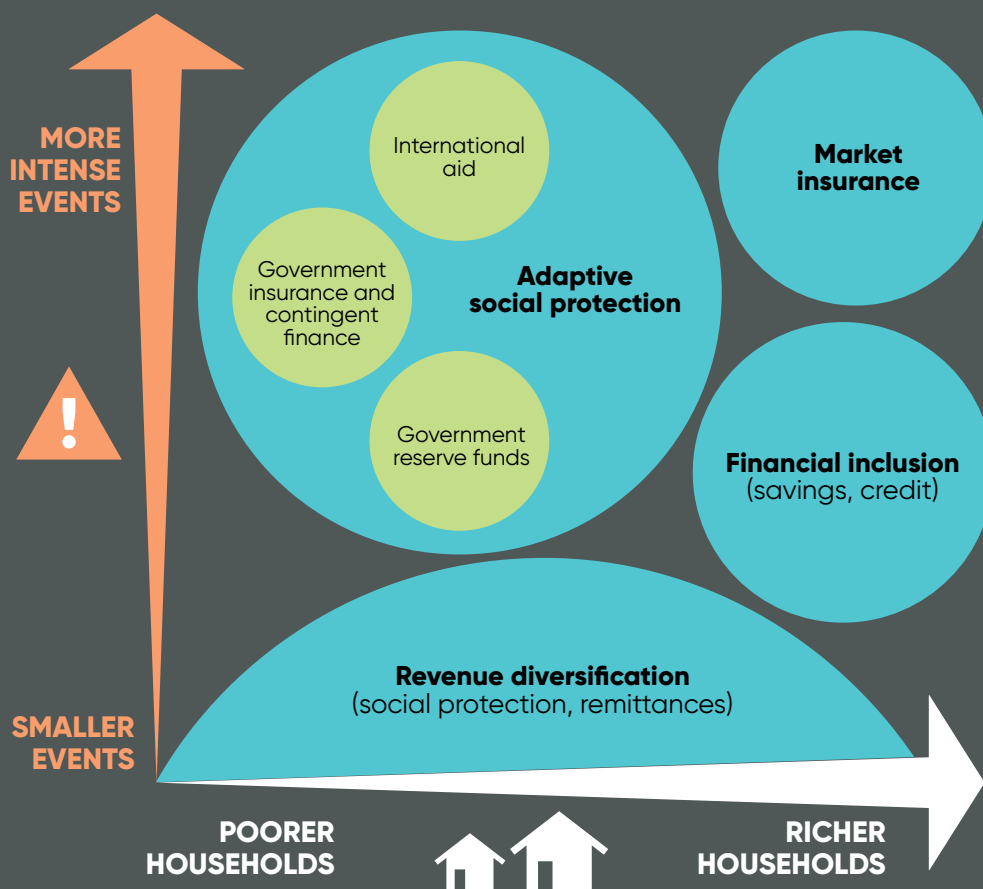 MORE
INTENSE
EVENTS
International
aid
Market
insurance
Government
insurance and
contingent
finance
Adaptive
social protection
!
Government
reserve funds
Financial inclusion
(savings, credit)
Revenue diversification
(social protection, remittances)
SMALLER
EVENTS
POORER
HOUSEHOLDS
RICHER
HOUSEHOLDS